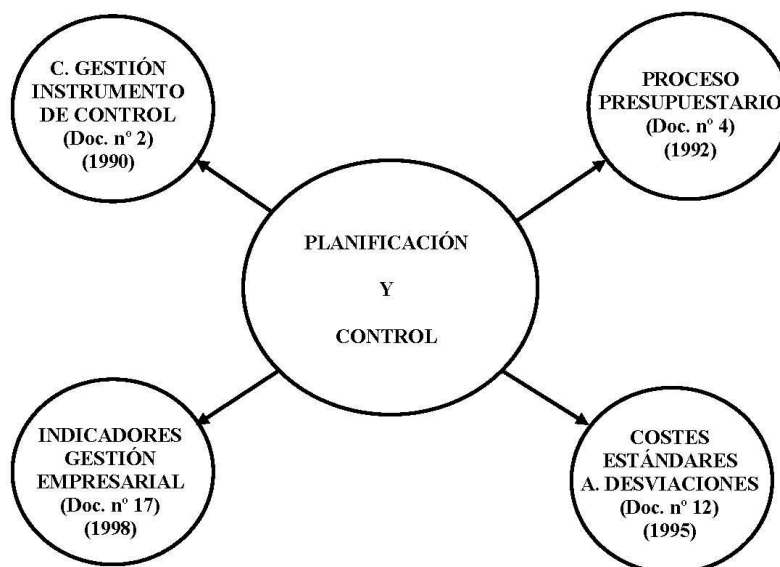 C. GESTIÓN
INSTRUMENTO
DE CONTROL
(Doc. nº 2)
(1990)
PROCESO
PRESUPUESTARIO
(Doc. nº 4)
(1992)
PLANIFICACIÓN
Y
CONTROL
INDICADORES
GESTIÓN
EMPRESARIAL
(Doc. nº 17)
(1998)
COSTES
ESTÁNDARES
A. DESVIACIONES
(Doc. nº 12)
(1995)